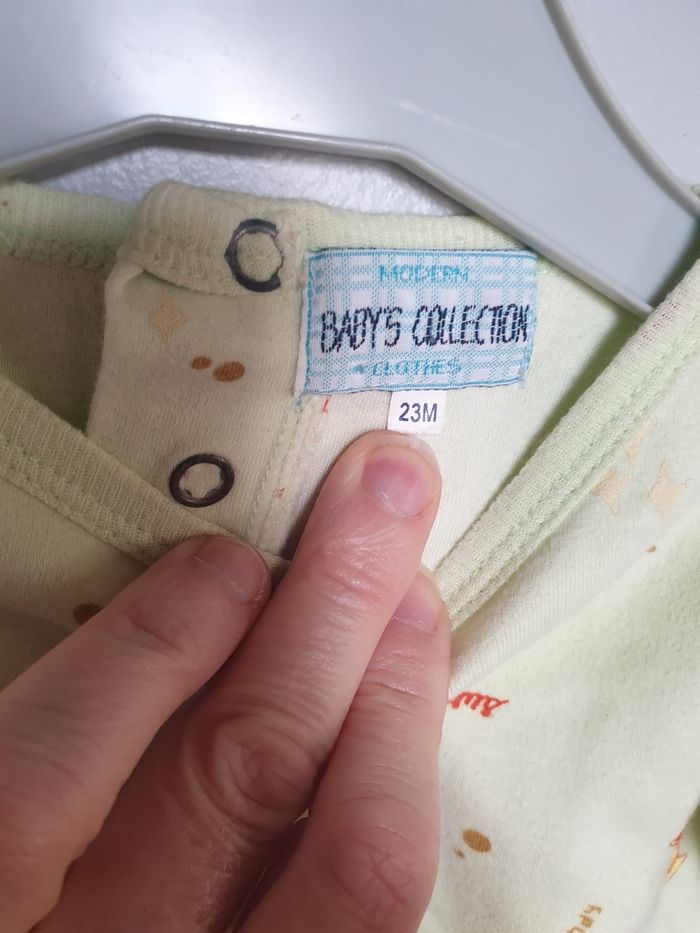 MODERN
BABY'S COLLECTION
CLOTHES
23M